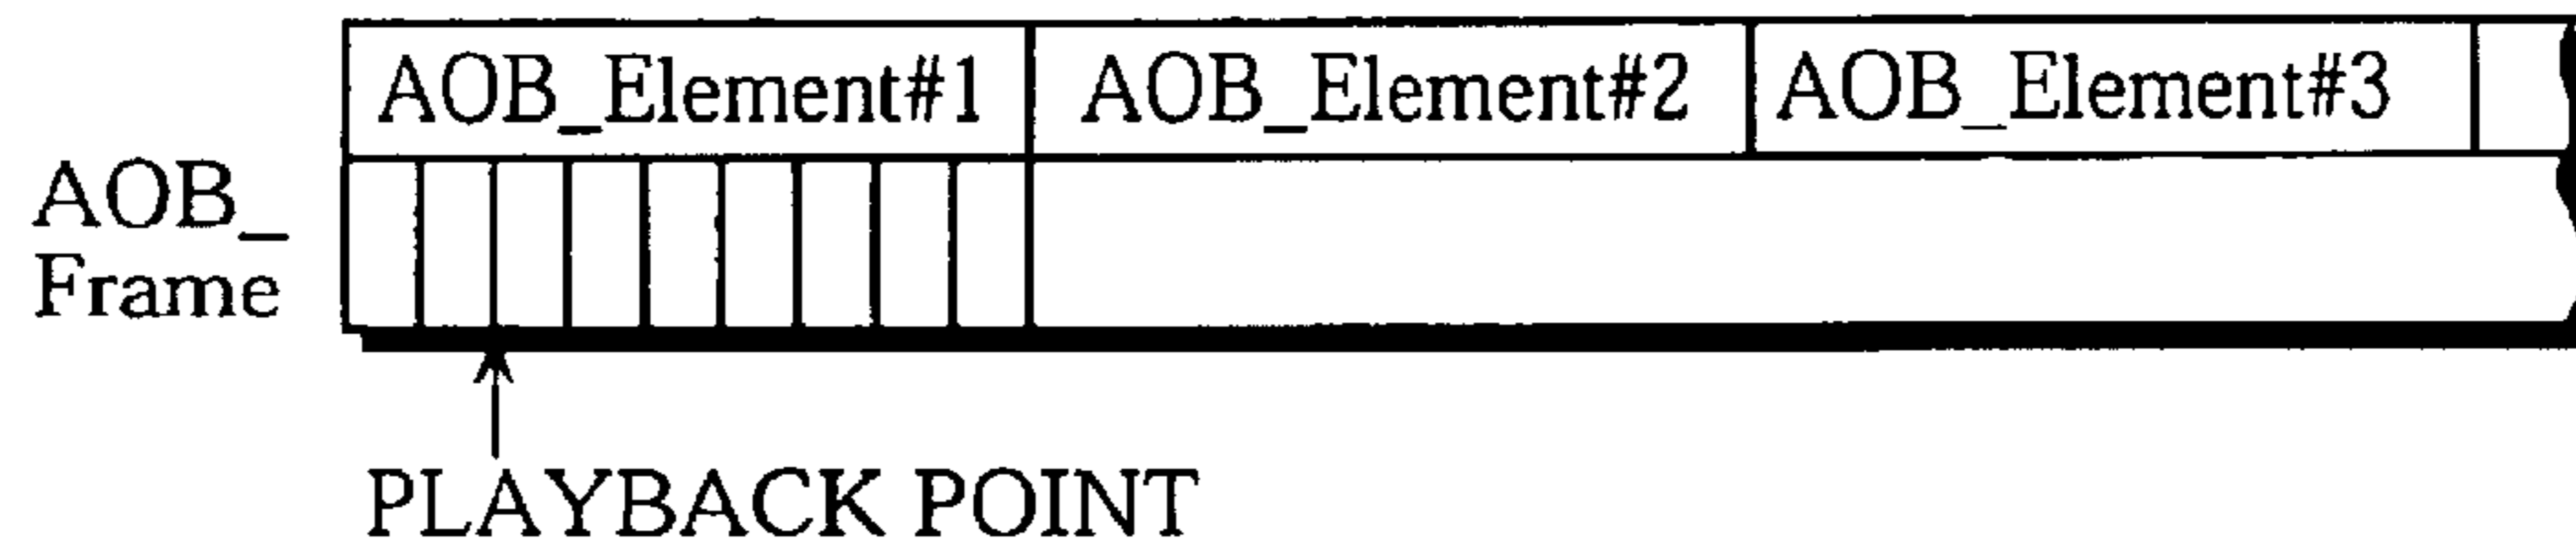 AOB_Element#1 AOB_Element#2 AOB_Element#3
AOB_
Frame
PLAYBACK POINT